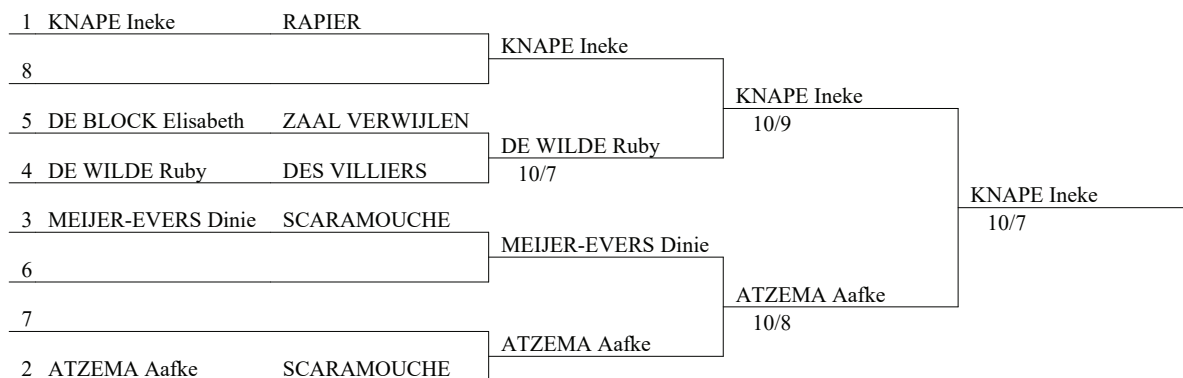 1 KNAPE Ineke RAPIER
KNAPE Ineke
8
KNAPE Ineke
10/9
5 DE BLOCK Elisabeth ZAAL VERWIJLEN
DE WILDE Ruby
10/7
4 DE WILDE Ruby DES VILLIERS
KNAPE Ineke
10/7
3 MEIJER-EVERS Dinie SCARAMOUCHE
MEIJER-EVERS Dinie
6
ATZEMA Aafke
10/8
7
ATZEMA Aafke
2 ATZEMA Aafke SCARAMOUCHE